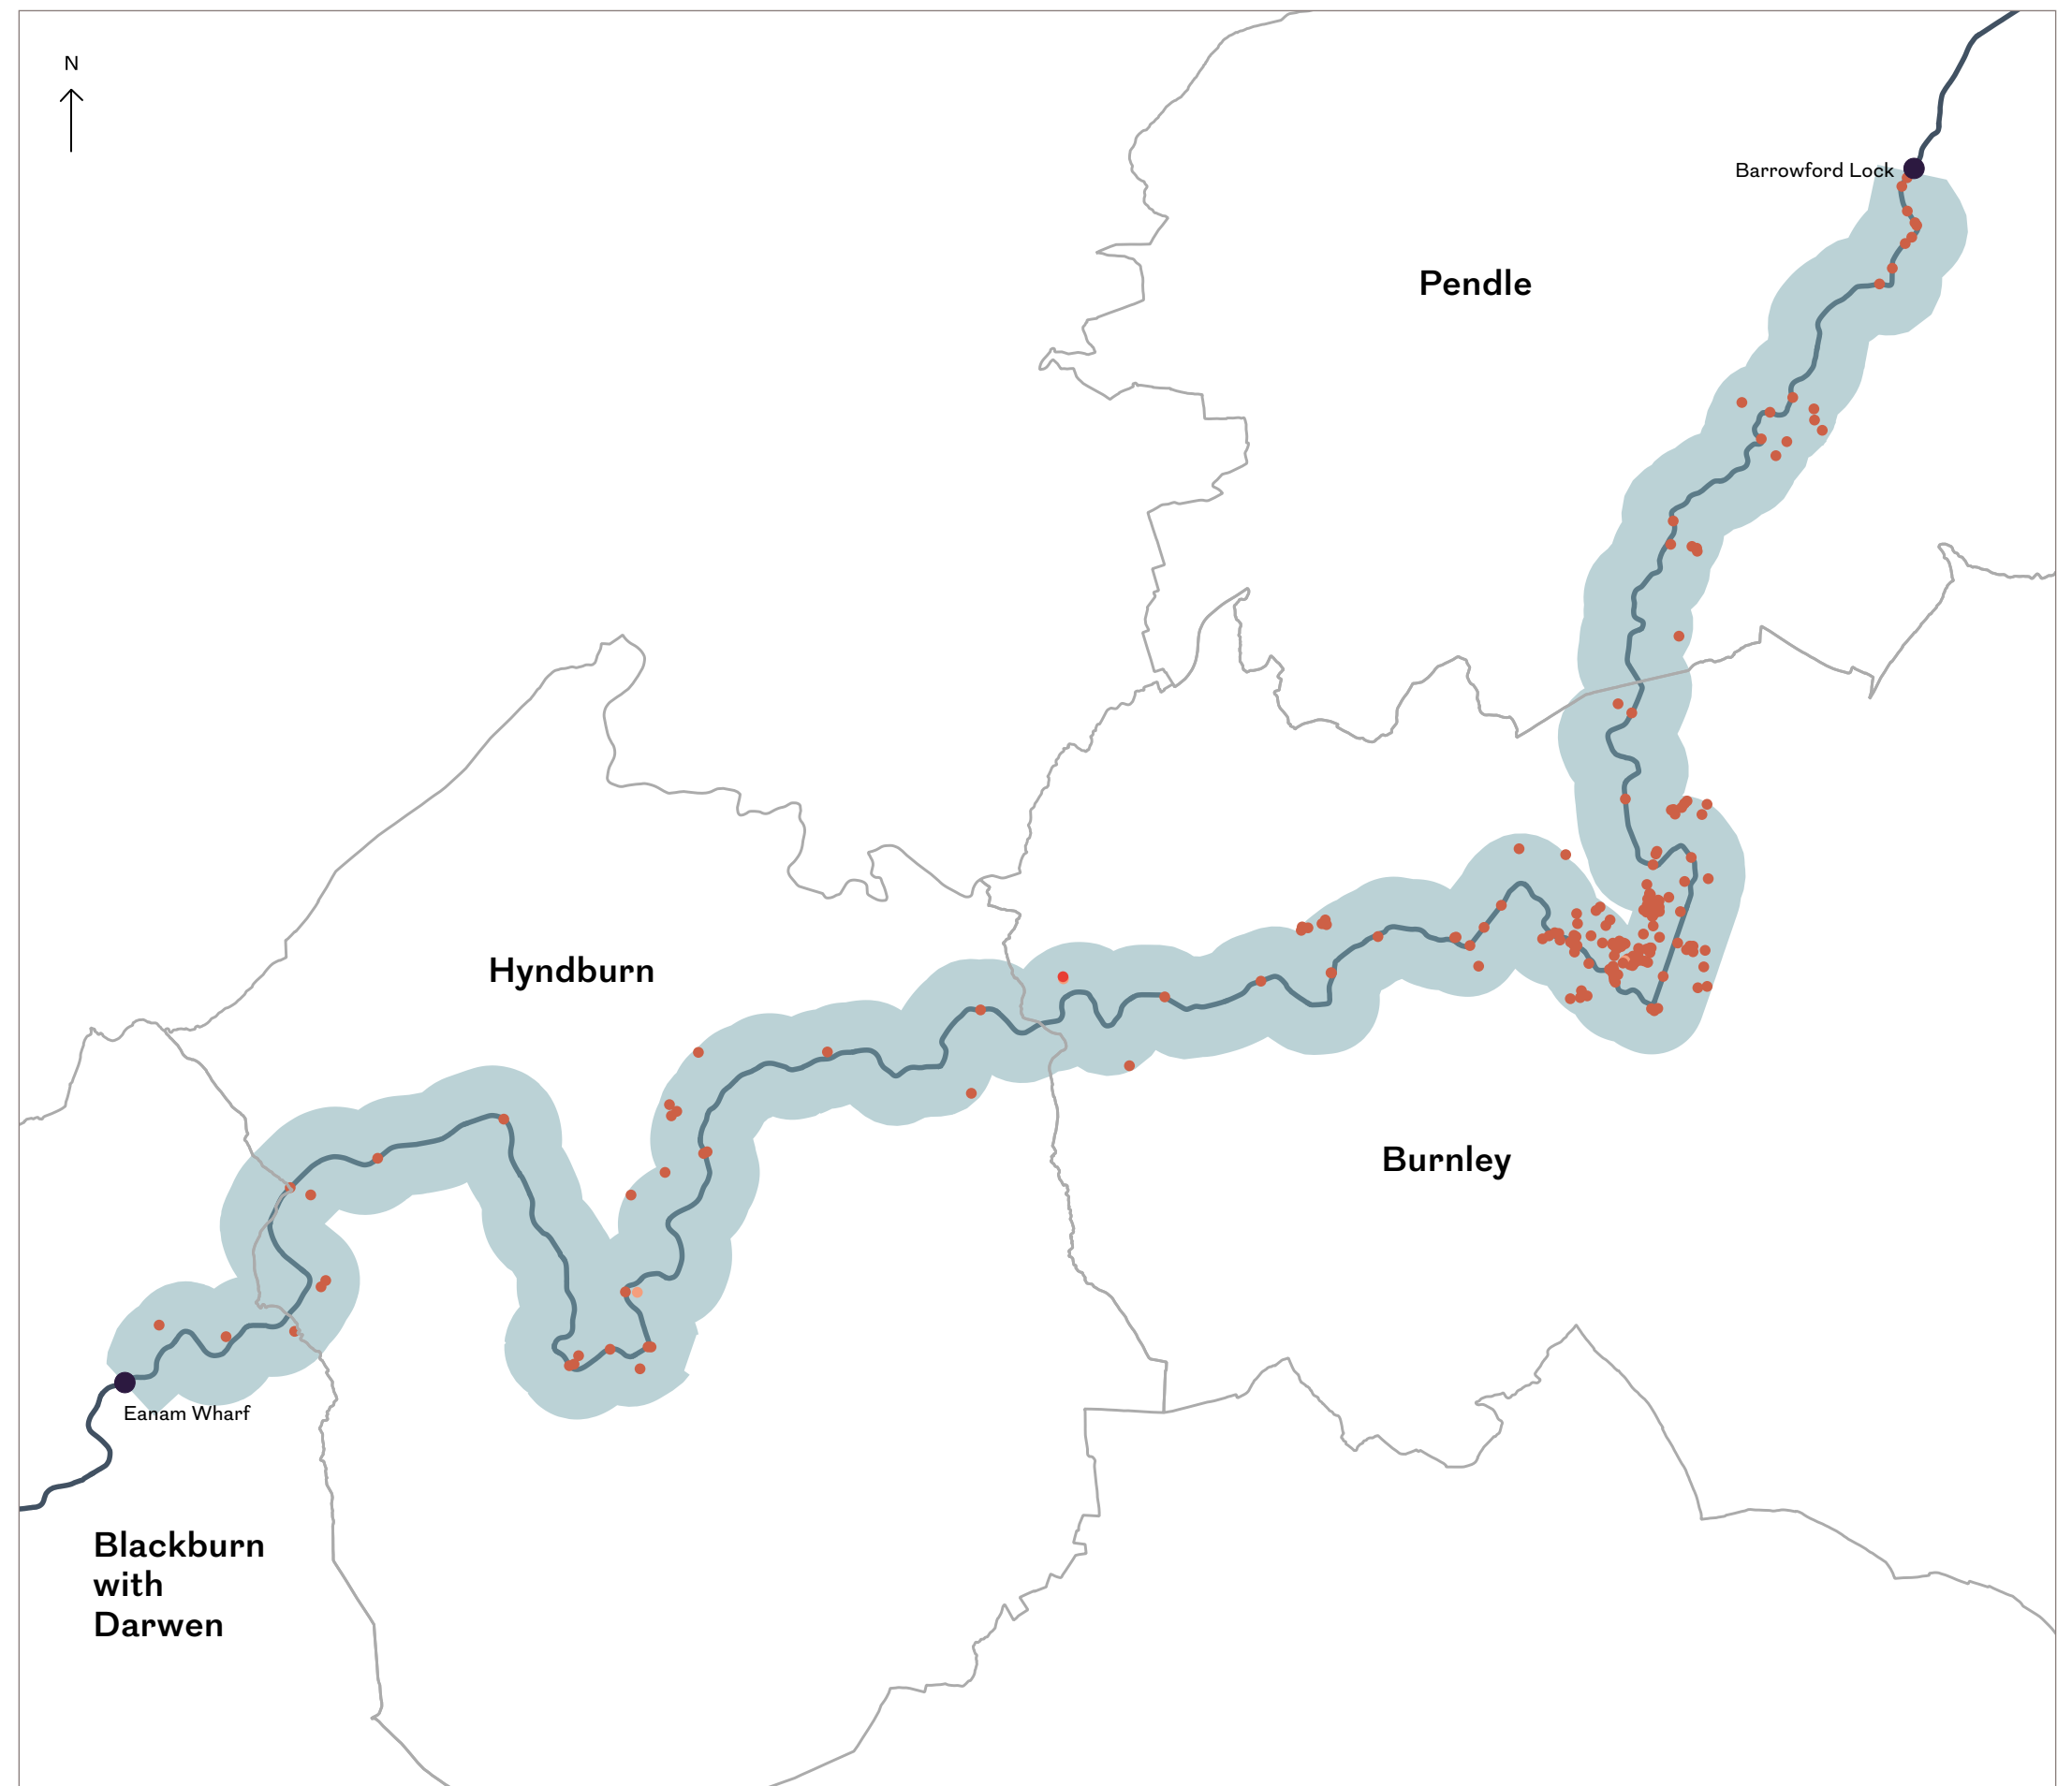 N
Barrowford Lock
Pendle
Hyndburn
Burnley
Eanam Wharf
Blackburn
with
Darwen